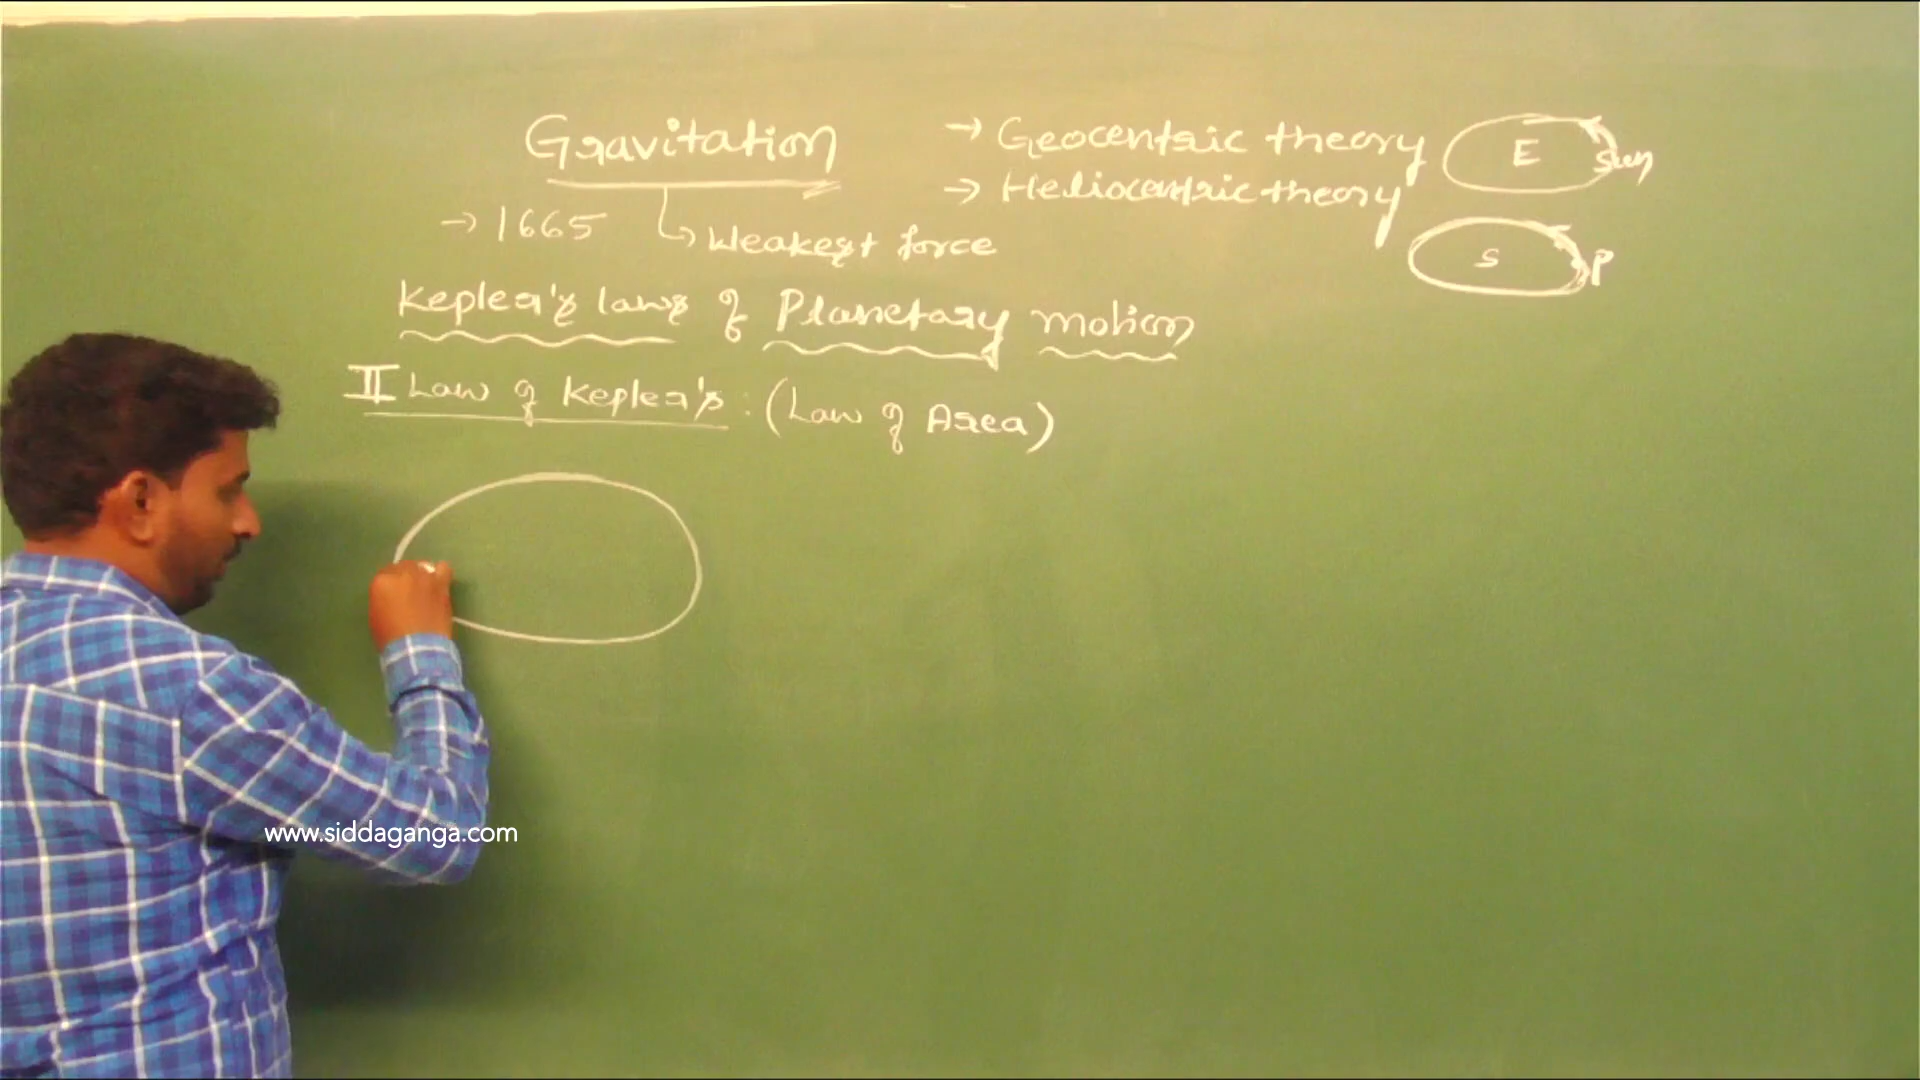 Gravitation
→ Geocentric theory
E
Sun
→ Heliocentric theory
S
P
→ 1665
↳ Weakest force
Kepler's laws of Planetary motion
II Law of Kepler's : (Law of Area)
www.siddaganga.com